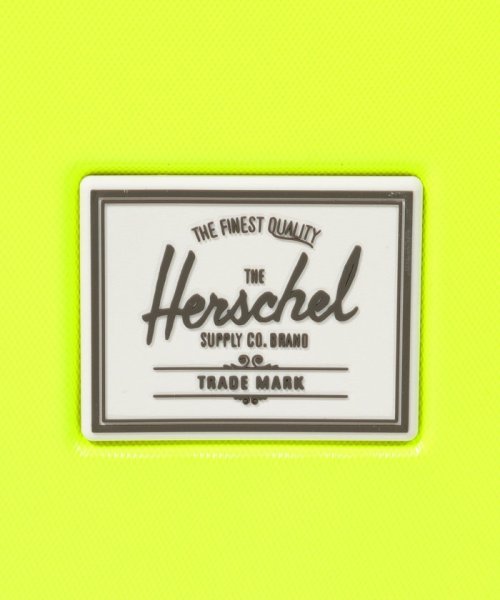 THE FINEST QUALITY
THE
Herschel
SUPPLY CO. BRAND
TRADE MARK